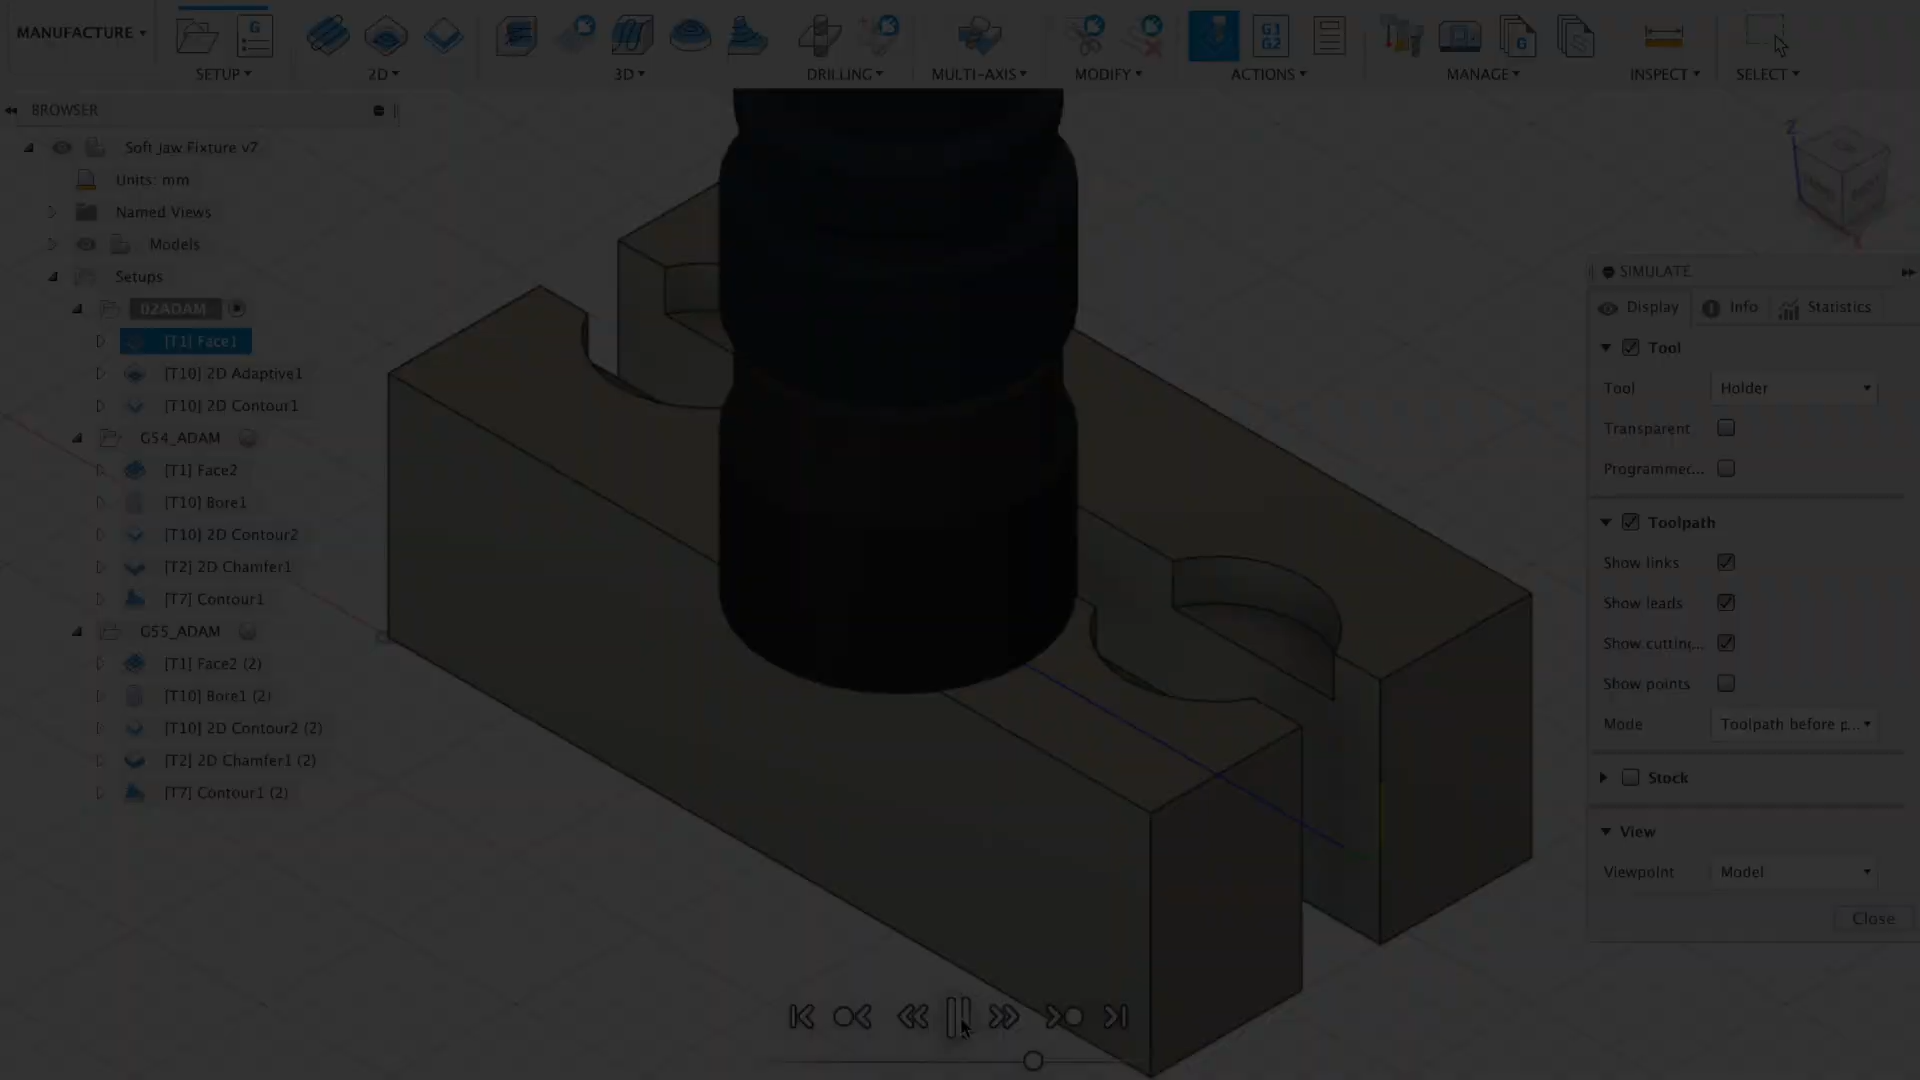 MANUFACTURE
SETUP
2D
3D
DRILLING
MULTI-AXIS
MODIFY
G1
G2
ACTIONS
MANAGE
INSPECT
SELECT
BROWSER
Soft Jaw Fixture v7
Units: mm
Named Views
Models
Setups
02ADAM
[T1] Face1
[T10] 2D Adaptive1
[T10] 2D Contour1
G54_ADAM
[T1] Face2
[T10] Bore1
[T10] 2D Contour2
[T2] 2D Chamfer1
[T7] Contour1
G55_ADAM
[T1] Face2 (2)
[T10] Bore1 (2)
[T10] 2D Contour2 (2)
[T2] 2D Chamfer1 (2)
[T7] Contour1 (2)
Z
SIMULATE
Display Info Statistics
Tool
Tool Holder
Transparent
Programmec...
Toolpath
Show links
Show leads
Show cutting...
Show points
Mode Toolpath before p...
Stock
View
Viewpoint Model
Close